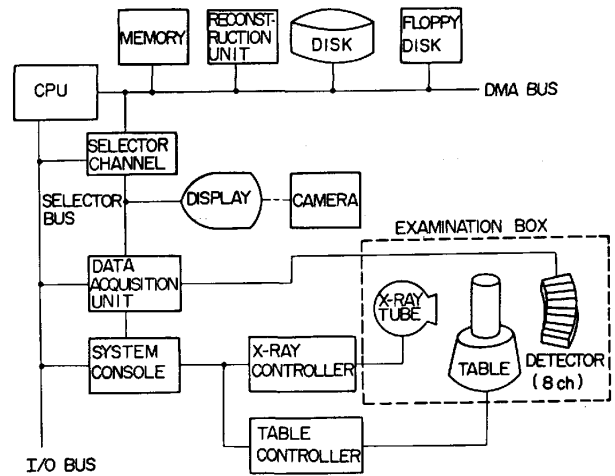 MEMORY
RECONST-
RUCTION
UNIT
DISK
FLOPPY
DISK
CPU
DMA BUS
SELECTOR
CHANNEL
SELECTOR
BUS
DISPLAY
CAMERA
EXAMINATION BOX
DATA
ACQUISITION
UNIT
X-RAY
TUBE
TABLE
DETECTOR
(8ch)
SYSTEM
CONSOLE
X-RAY
CONTROLLER
TABLE
CONTROLLER
I/O BUS